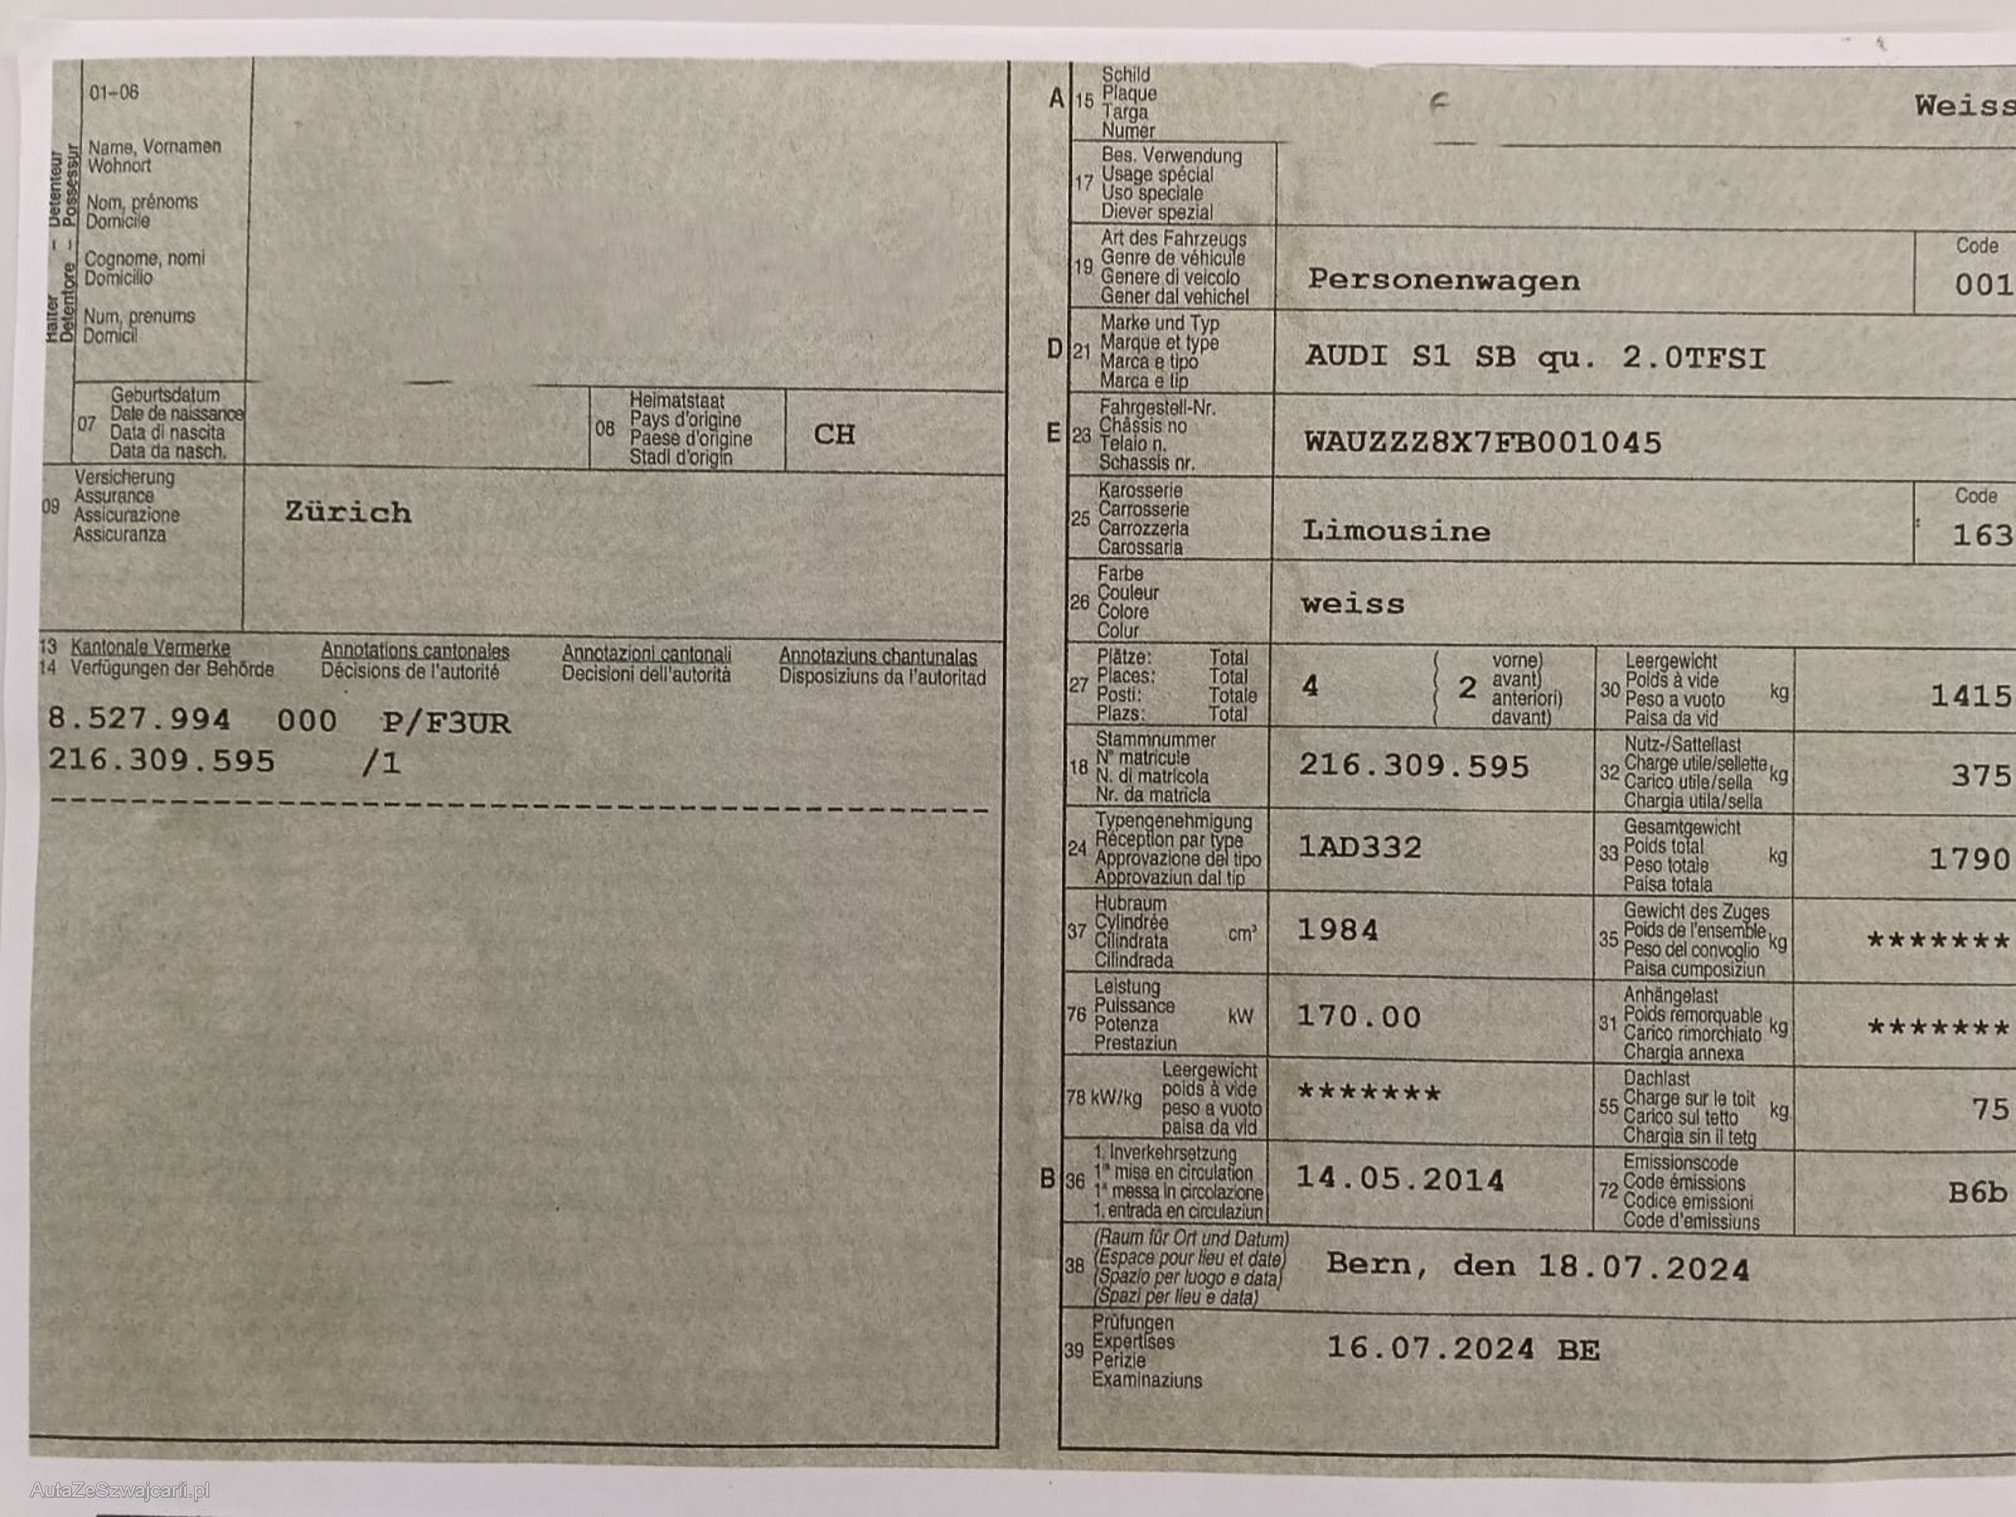 01-06
Halter - Detenteur
Detentore - Possessur
Name, Vornamen
Wohnort
Nom, prénoms
Domicile
Cognome, nomi
Domicilio
Num, prenums
Domicil
07 Geburtsdatum
Date de naissance
Data di nascita
Data da nasch.
08 Heimatstaat
Pays d'origine
Paese d'origine
Stadi d'origin
CH
09 Versicherung
Assurance
Assicurazione
Assicuranza
Zürich
13 Kantonale Vermerke Annotations cantonales Annotazioni cantonali Annotaziuns chantunalas
14 Verfügungen der Behörde Décisions de l'autorité Decisioni dell'autorità Disposiziuns da l'autoritad
8.527.994 000 P/F3UR
216.309.595 /1
A 15 Schild
Plaque
Targa
Numer
Weiss
17 Bes. Verwendung
Usage spécial
Uso speciale
Diever spezial
19 Art des Fahrzeugs
Genre de véhicule
Genere di veicolo
Gener dal vehichel
Personenwagen
Code
001
D 21 Marke und Typ
Marque et type
Marca e tipo
Marca e tip
AUDI S1 SB qu. 2.0TFSI
E 23 Fahrgestell-Nr.
Châssis no
Telaio n.
Schassis nr.
WAUZZZ8X7FB001045
25 Karosserie
Carrosserie
Carrozzeria
Carossaria
Limousine
Code
163
26 Farbe
Couleur
Colore
Colur
weiss
27 Plätze: Total
Places: Total
Posti: Totale
Plazs: Total
4
( 2 vorne)
avant)
anteriori)
davant)
30 Leergewicht
Poids à vide
Peso a vuoto
Paisa da vid
kg
1415
18 Stammnummer
N° matricule
N. di matricola
Nr. da matricla
216.309.595
32 Nutz-/Sattellast
Charge utile/sellette
Carico utile/sella
Chargia utila/sella
kg
375
24 Typengenehmigung
Réception par type
Approvazione del tipo
Approvaziun dal tip
1AD332
33 Gesamtgewicht
Poids total
Peso totale
Paisa totala
kg
1790
37 Hubraum
Cylindrée
Cilindrata
Cilindrada
cm³
1984
35 Gewicht des Zuges
Poids de l'ensemble
Peso del convoglio
Paisa cumposiziun
kg
*******
76 Leistung
Puissance
Potenza
Prestaziun
kW
170.00
31 Anhängelast
Poids remorquable
Carico rimorchiato
Chargia annexa
kg
*******
78 kW/kg Leergewicht
poids à vide
peso a vuoto
paisa da vid
*******
55 Dachlast
Charge sur le toit
Carico sul tetto
Chargia sin il tetg
kg
75
B 36 1. Inverkehrsetzung
1re mise en circulation
1a messa in circolazione
1. entrada en circulaziun
14.05.2014
72 Emissionscode
Code émissions
Codice emissioni
Code d'emissiuns
B6b
38 (Raum für Ort und Datum)
(Espace pour lieu et date)
(Spazio per luogo e data)
(Spazi per lieu e data)
Bern, den 18.07.2024
39 Prüfungen
Expertises
Perizie
Examinaziuns
16.07.2024 BE
AutaZeSzwajcarii.pl